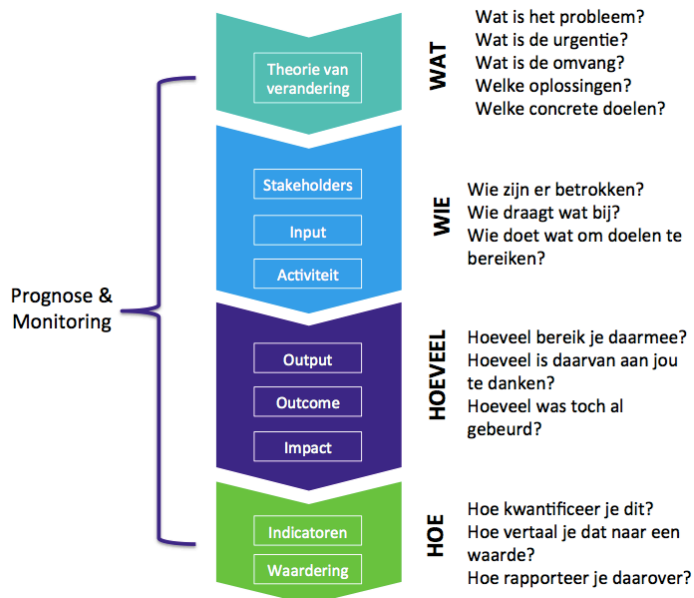 Prognose &
Monitoring
Theorie van
verandering
WAT
Wat is het probleem?
Wat is de urgentie?
Wat is de omvang?
Welke oplossingen?
Welke concrete doelen?
Stakeholders
Input
Activiteit
WIE
Wie zijn er betrokken?
Wie draagt wat bij?
Wie doet wat om doelen te
bereiken?
Output
Outcome
Impact
HOEVEEL
Hoeveel bereik je daarmee?
Hoeveel is daarvan aan jou
te danken?
Hoeveel was toch al
gebeurd?
Indicatoren
Waardering
HOE
Hoe kwantificeer je dit?
Hoe vertaal je dat naar een
waarde?
Hoe rapporteer je daarover?